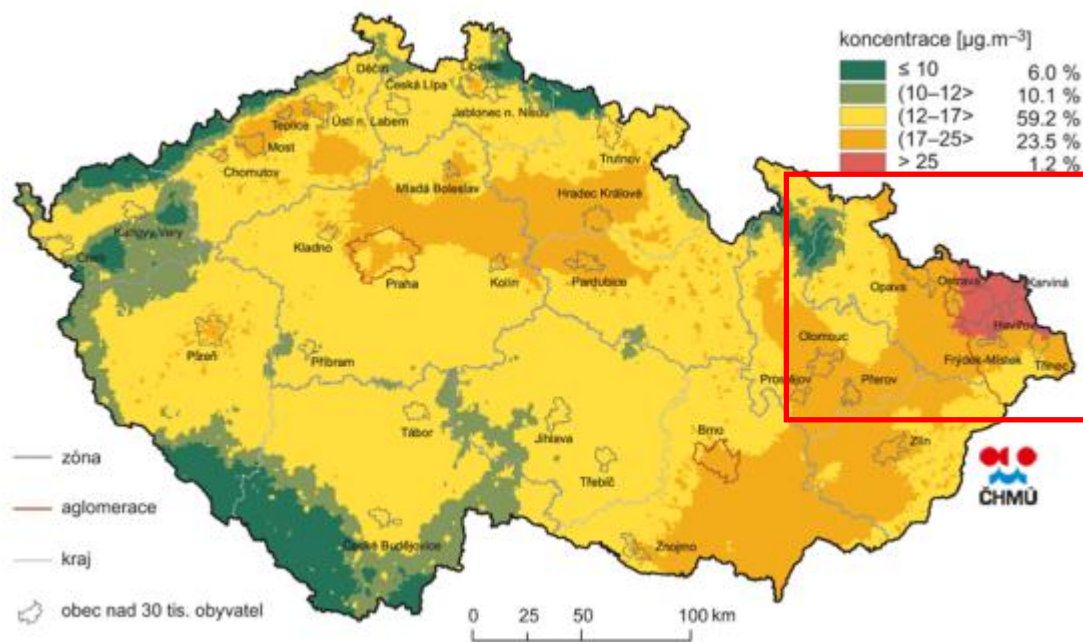 koncentrace [µg.m⁻³]
≤ 10 6.0 %
(10–12> 10.1 %
(12–17> 59.2 %
(17–25> 23.5 %
> 25 1.2 %
Děčín
Liberec
Česká Lípa
Teplice
Ústí n. Labem
Jablonec n. Nisou
Most
Trutnov
Chomutov
Mladá Boleslav
Hradec Králové
Karlovy Vary
Kladno
Cheb
Praha
Kolín
Pardubice
Opava
Ostrava
Karviná
Havířov
Olomouc
Plzeň
Příbram
Frýdek-Místek
Třinec
Prostějov
Přerov
Tábor
Jihlava
Brno
Zlín
Třebíč
ČHMÚ
zóna
aglomerace
České Budějovice
Znojmo
kraj
obec nad 30 tis. obyvatel
0 25 50 100 km